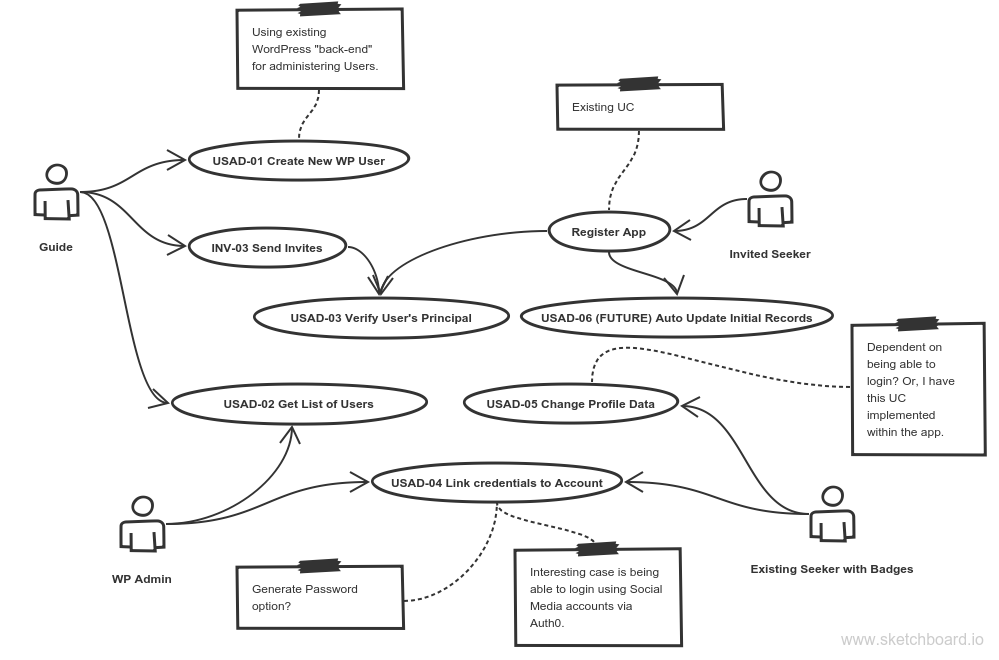 Using existing
WordPress "back-end"
for administering Users.
Existing UC
USAD-01 Create New WP User
Guide
INV-03 Send Invites
Register App
Invited Seeker
USAD-03 Verify User's Principal
USAD-06 (FUTURE) Auto Update Initial Records
Dependent on
being able to
login? Or, I have
this UC
implemented
within the app.
USAD-02 Get List of Users
USAD-05 Change Profile Data
USAD-04 Link credentials to Account
WP Admin
Existing Seeker with Badges
Generate Password
option?
Interesting case is being
able to login using Social
Media accounts via
Auth0.
www.sketchboard.io